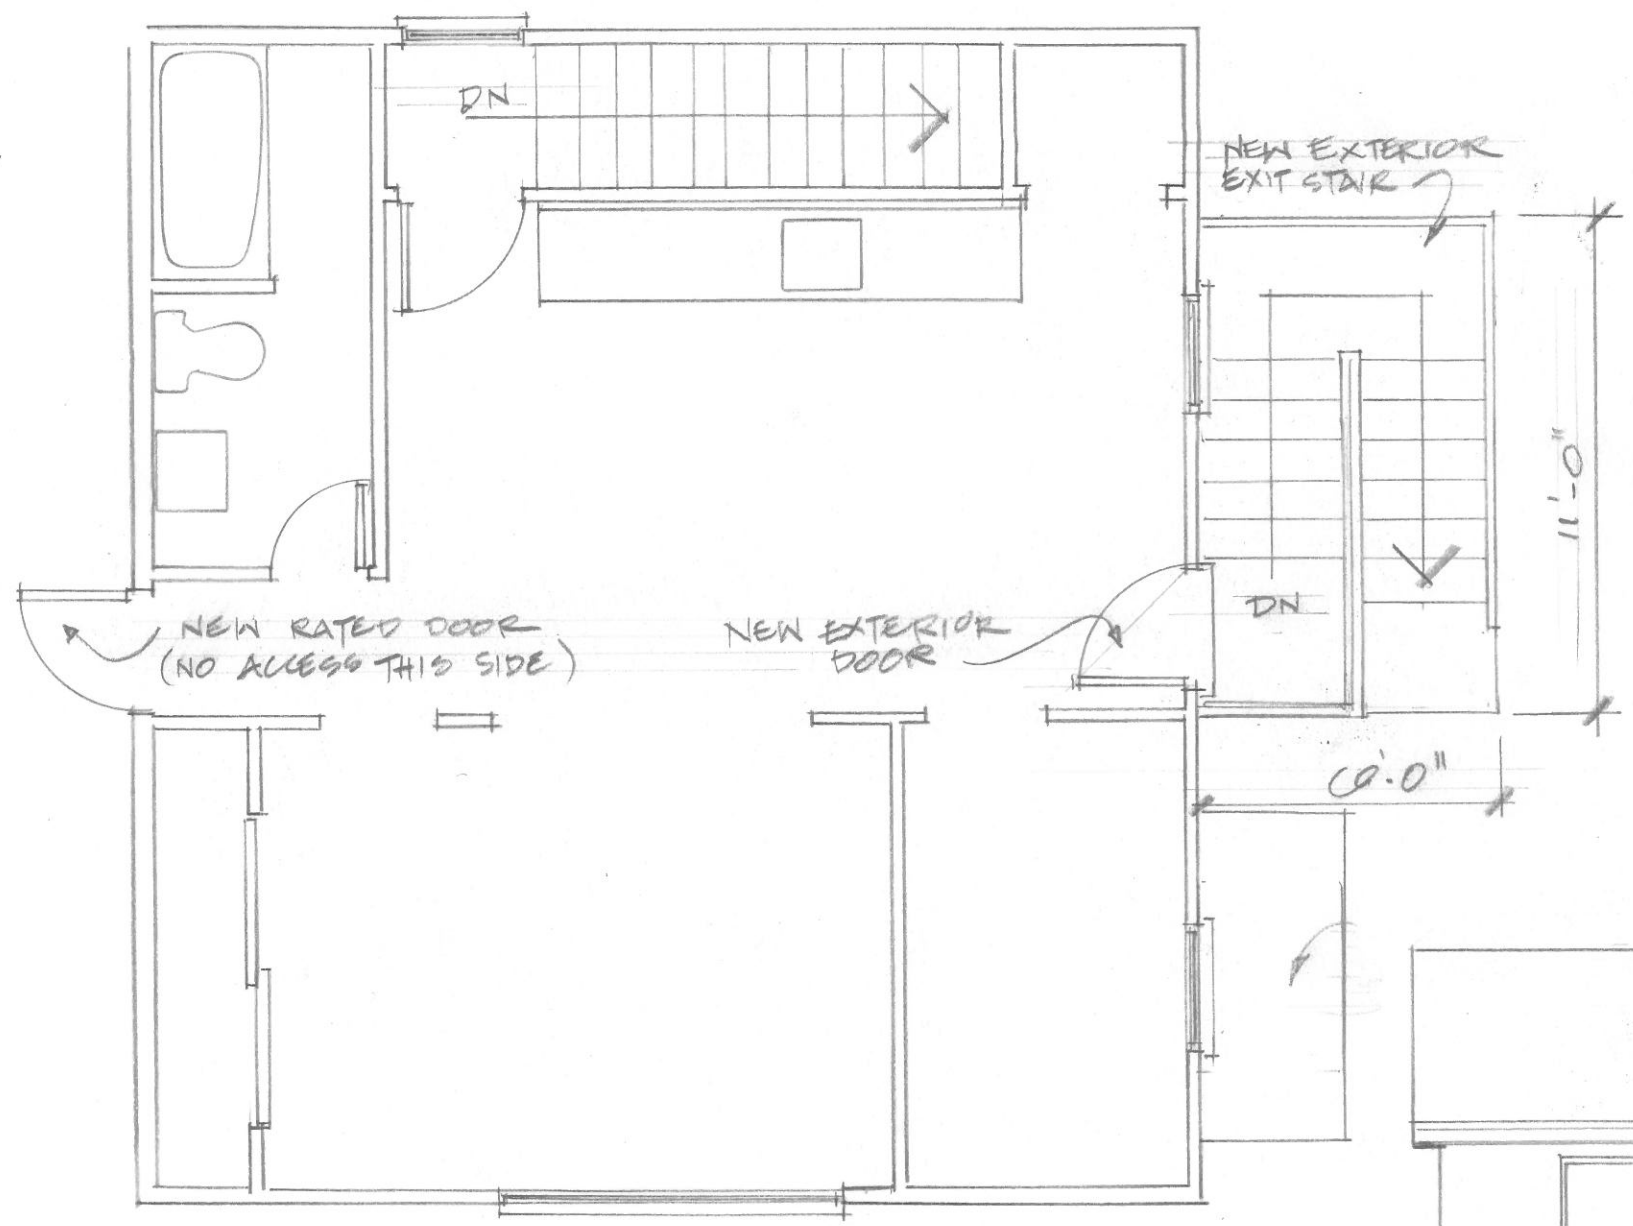 DN
NEW EXTERIOR
EXIT STAIR
11'-0"
DN
NEW RATED DOOR
(NO ACCESS THIS SIDE)
NEW EXTERIOR
DOOR
6'-0"